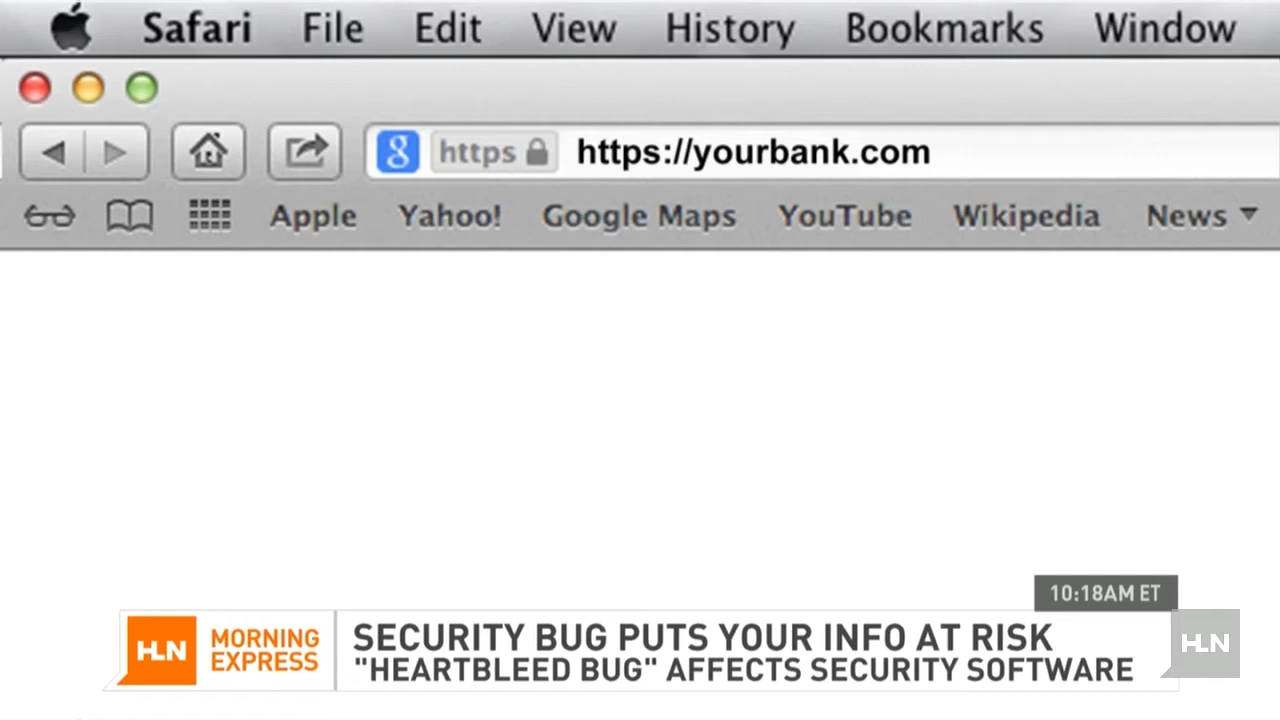 Safari File Edit View History Bookmarks Window
g https https://yourbank.com
Apple Yahoo! Google Maps YouTube Wikipedia News
10:18AM ET
HLN MORNING EXPRESS
SECURITY BUG PUTS YOUR INFO AT RISK
"HEARTBLEED BUG" AFFECTS SECURITY SOFTWARE
HLN